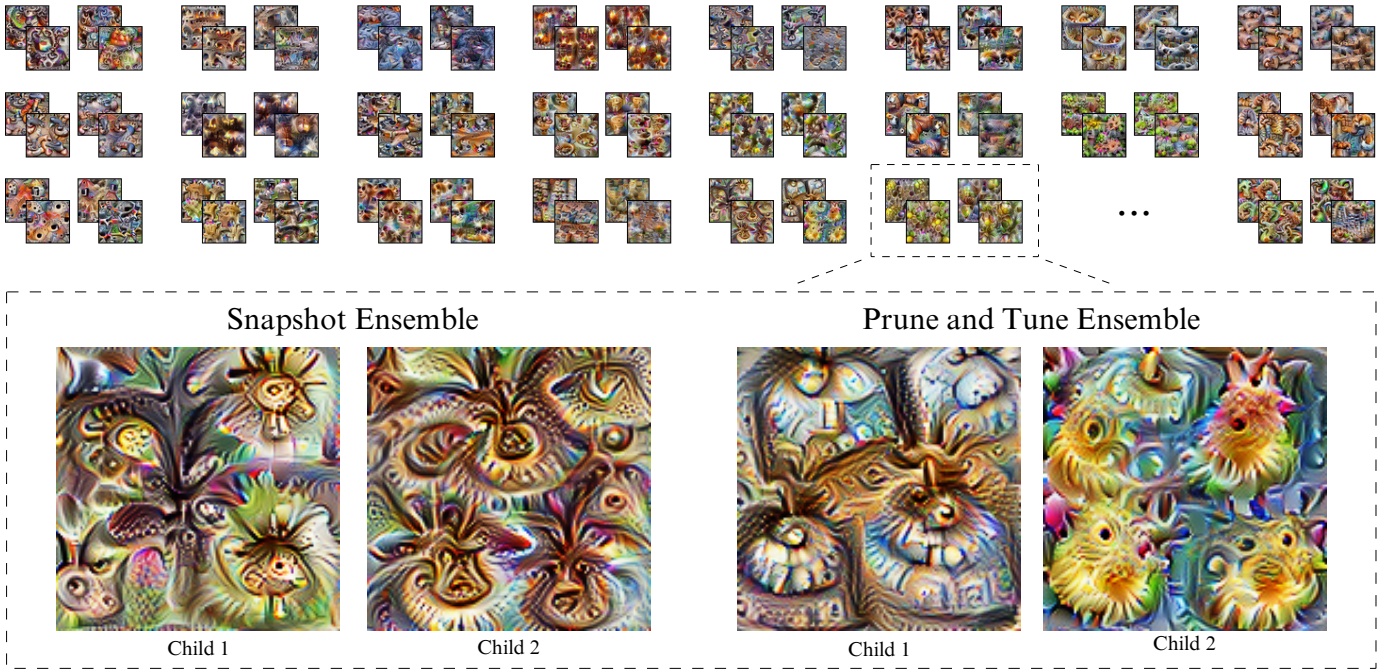 ...
Snapshot Ensemble
Prune and Tune Ensemble
Child 1
Child 2
Child 1
Child 2